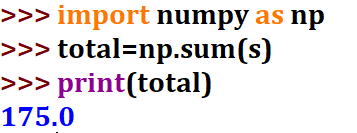 >>> import numpy as np
>>> total=np.sum(s)
>>> print(total)
175.0